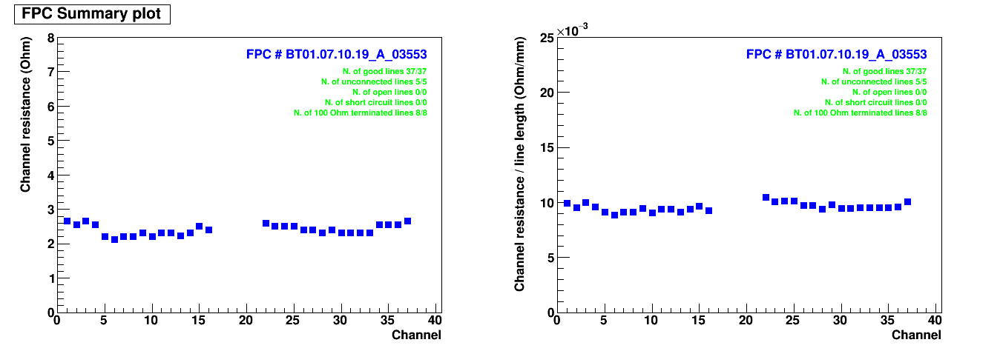 FPC Summary plot
Channel resistance (Ohm)
8
7
6
5
4
3
2
1
0
FPC # BT01.07.10.19_A_03553
N. of good lines 37/37
N. of unconnected lines 5/5
N. of open lines 0/0
N. of short circuit lines 0/0
N. of 100 Ohm terminated lines 8/8
0 5 10 15 20 25 30 35 40
Channel
Channel resistance / line length (Ohm/mm)
×10⁻³
25
20
15
10
5
0
FPC # BT01.07.10.19_A_03553
N. of good lines 37/37
N. of unconnected lines 5/5
N. of open lines 0/0
N. of short circuit lines 0/0
N. of 100 Ohm terminated lines 8/8
0 5 10 15 20 25 30 35 40
Channel